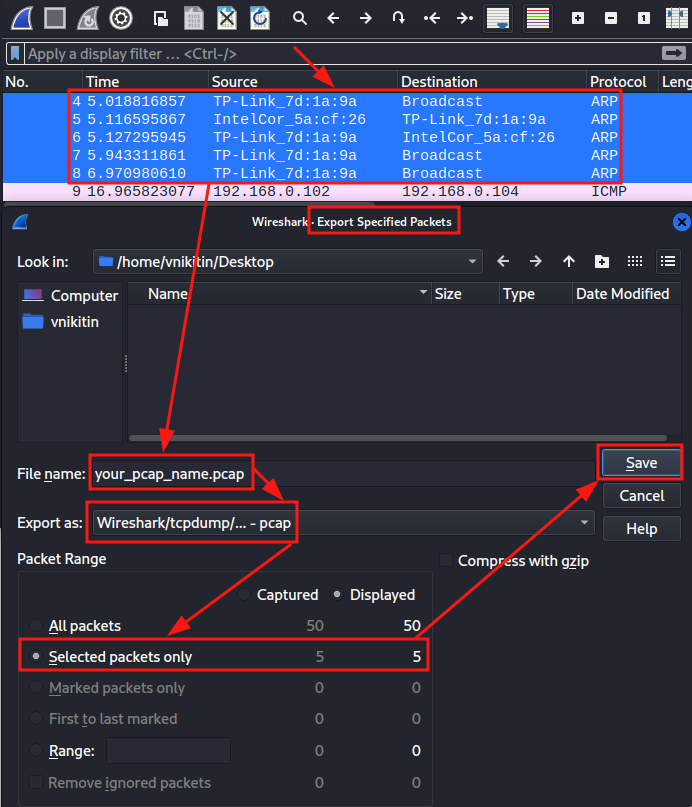 1
Apply a display filter ... <Ctrl-/>
No. Time Source Destination Protocol Leng
4 5.018816857 TP-Link_7d:1a:9a Broadcast ARP
5 5.116595867 IntelCor_5a:cf:26 TP-Link_7d:1a:9a ARP
6 5.127295945 TP-Link_7d:1a:9a IntelCor_5a:cf:26 ARP
7 5.943311861 TP-Link_7d:1a:9a Broadcast ARP
8 6.970980610 TP-Link_7d:1a:9a Broadcast ARP
9 16.965823077 192.168.0.102 192.168.0.104 ICMP
Wireshark · Export Specified Packets
Look in: /home/vnikitin/Desktop
Computer
vnikitin
Name Size Type Date Modified
File name: your_pcap_name.pcap
Save
Cancel
Export as: Wireshark/tcpdump/... - pcap
Help
Packet Range
Compress with gzip
Captured Displayed
All packets 50 50
Selected packets only 5 5
Marked packets only 0 0
First to last marked 0 0
Range: 0 0
Remove ignored packets 0 0